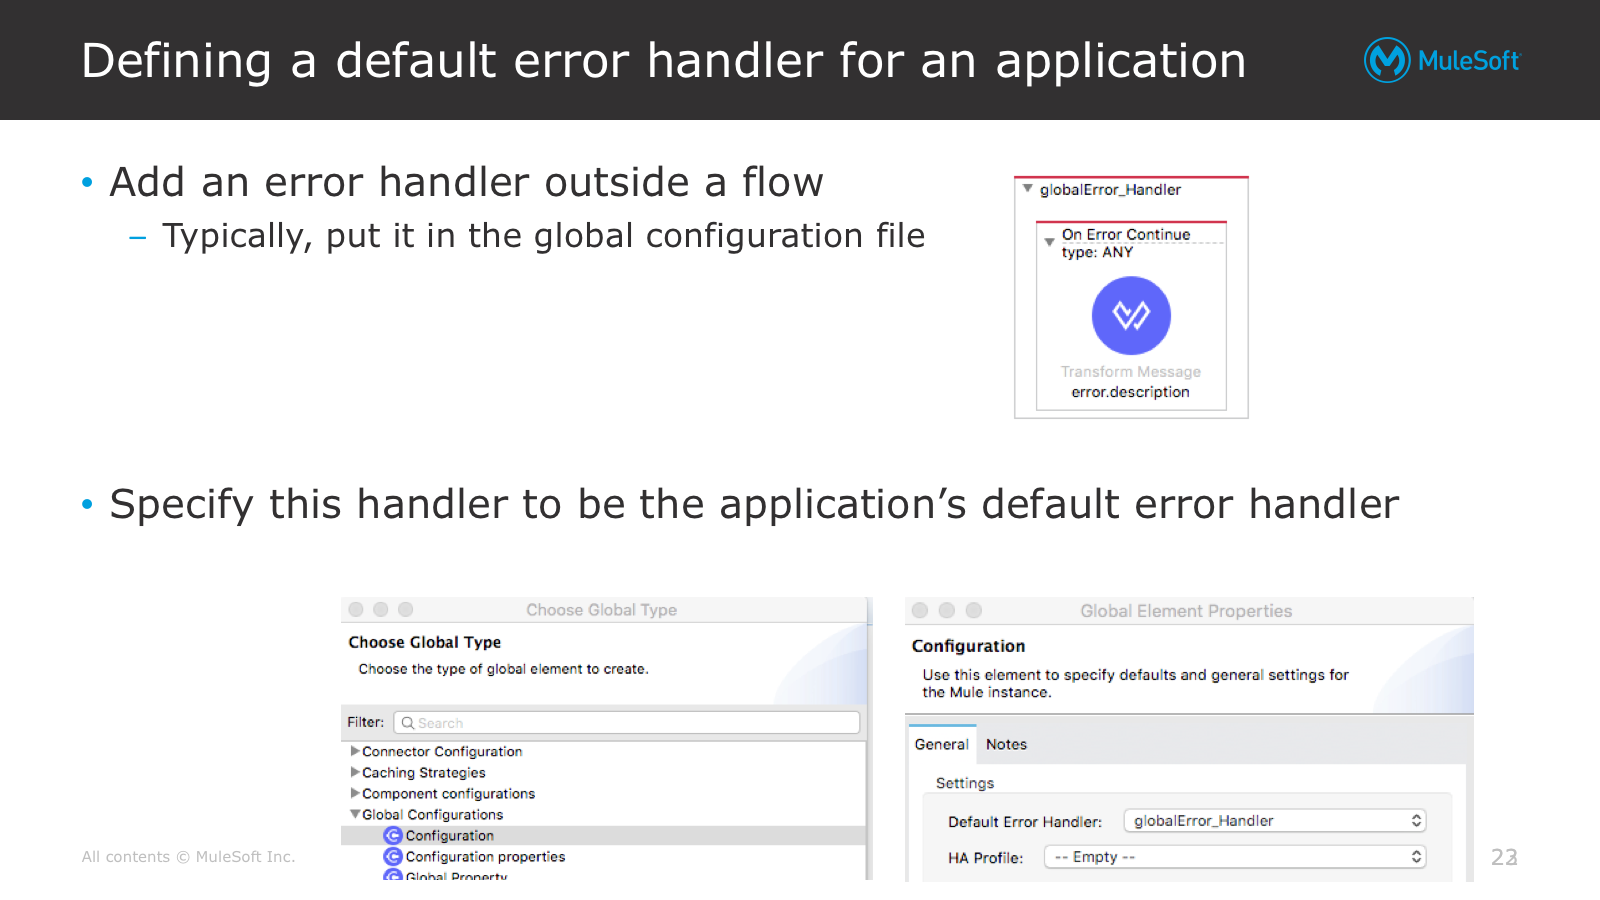 Defining a default error handler for an application
MuleSoft
• Add an error handler outside a flow
– Typically, put it in the global configuration file
globalError_Handler
On Error Continue
type: ANY
Transform Message
error.description
• Specify this handler to be the application’s default error handler
Choose Global Type
Choose Global Type
Choose the type of global element to create.
Filter: Search
Connector Configuration
Caching Strategies
Component configurations
Global Configurations
Configuration
Configuration properties
Global Property
Global Element Properties
Configuration
Use this element to specify defaults and general settings for
the Mule instance.
General Notes
Settings
Default Error Handler: globalError_Handler
HA Profile: -- Empty --
All contents © MuleSoft Inc.